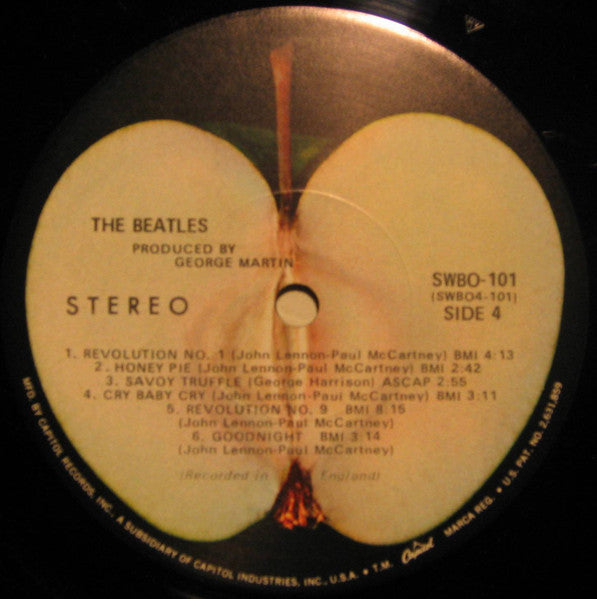 THE BEATLES
PRODUCED BY
GEORGE MARTIN
STEREO
SWBO-101
(SWBO4-101)
SIDE 4
1. REVOLUTION NO. 1 (John Lennon-Paul McCartney) BMI 4:13
2. HONEY PIE (John Lennon-Paul McCartney) BMI 2:42
3. SAVOY TRUFFLE (George Harrison) ASCAP 2:55
4. CRY BABY CRY (John Lennon-Paul McCartney) BMI 3:11
5. REVOLUTION NO. 9 BMI 8:15
(John Lennon-Paul McCartney)
6. GOODNIGHT BMI 3:14
(John Lennon-Paul McCartney)
(Recorded in England)
MFD. BY CAPITOL RECORDS, INC., A SUBSIDIARY OF CAPITOL INDUSTRIES, INC., U.S.A. • T.M. Capitol MARCA REG. • U.S. PAT. NO. 2,631,859